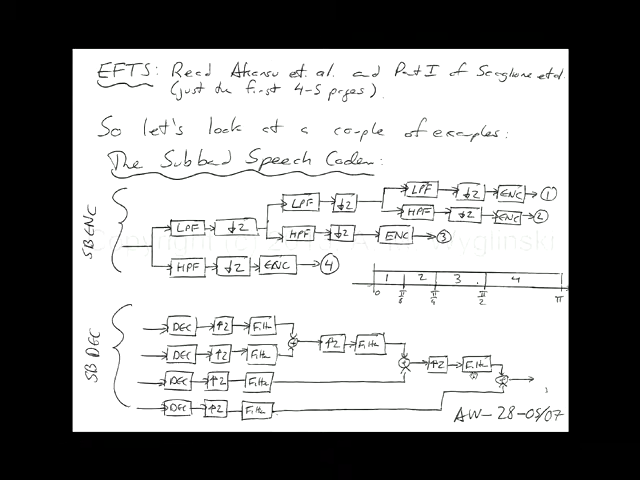 EFTS: Read Akansu et. al. and Part I of Scaglione et al
(just the first 4-5 pages).
So let's look at a couple of examples:
The Subband Speech Coder:
SB ENC
LPF ↓2 LPF ↓2 LPF ↓2 ENC 1
HPF ↓2 ENC 2
HPF ↓2 ENC 3
HPF ↓2 ENC 4
1 2 3 4
0 π/8 π/4 π/2 π
SB DEC
DEC ↑2 Filter + ↑2 Filter + ↑2 Filter +
DEC ↑2 Filter
DEC ↑2 Filter
DEC ↑2 Filter
AW-28-05/07